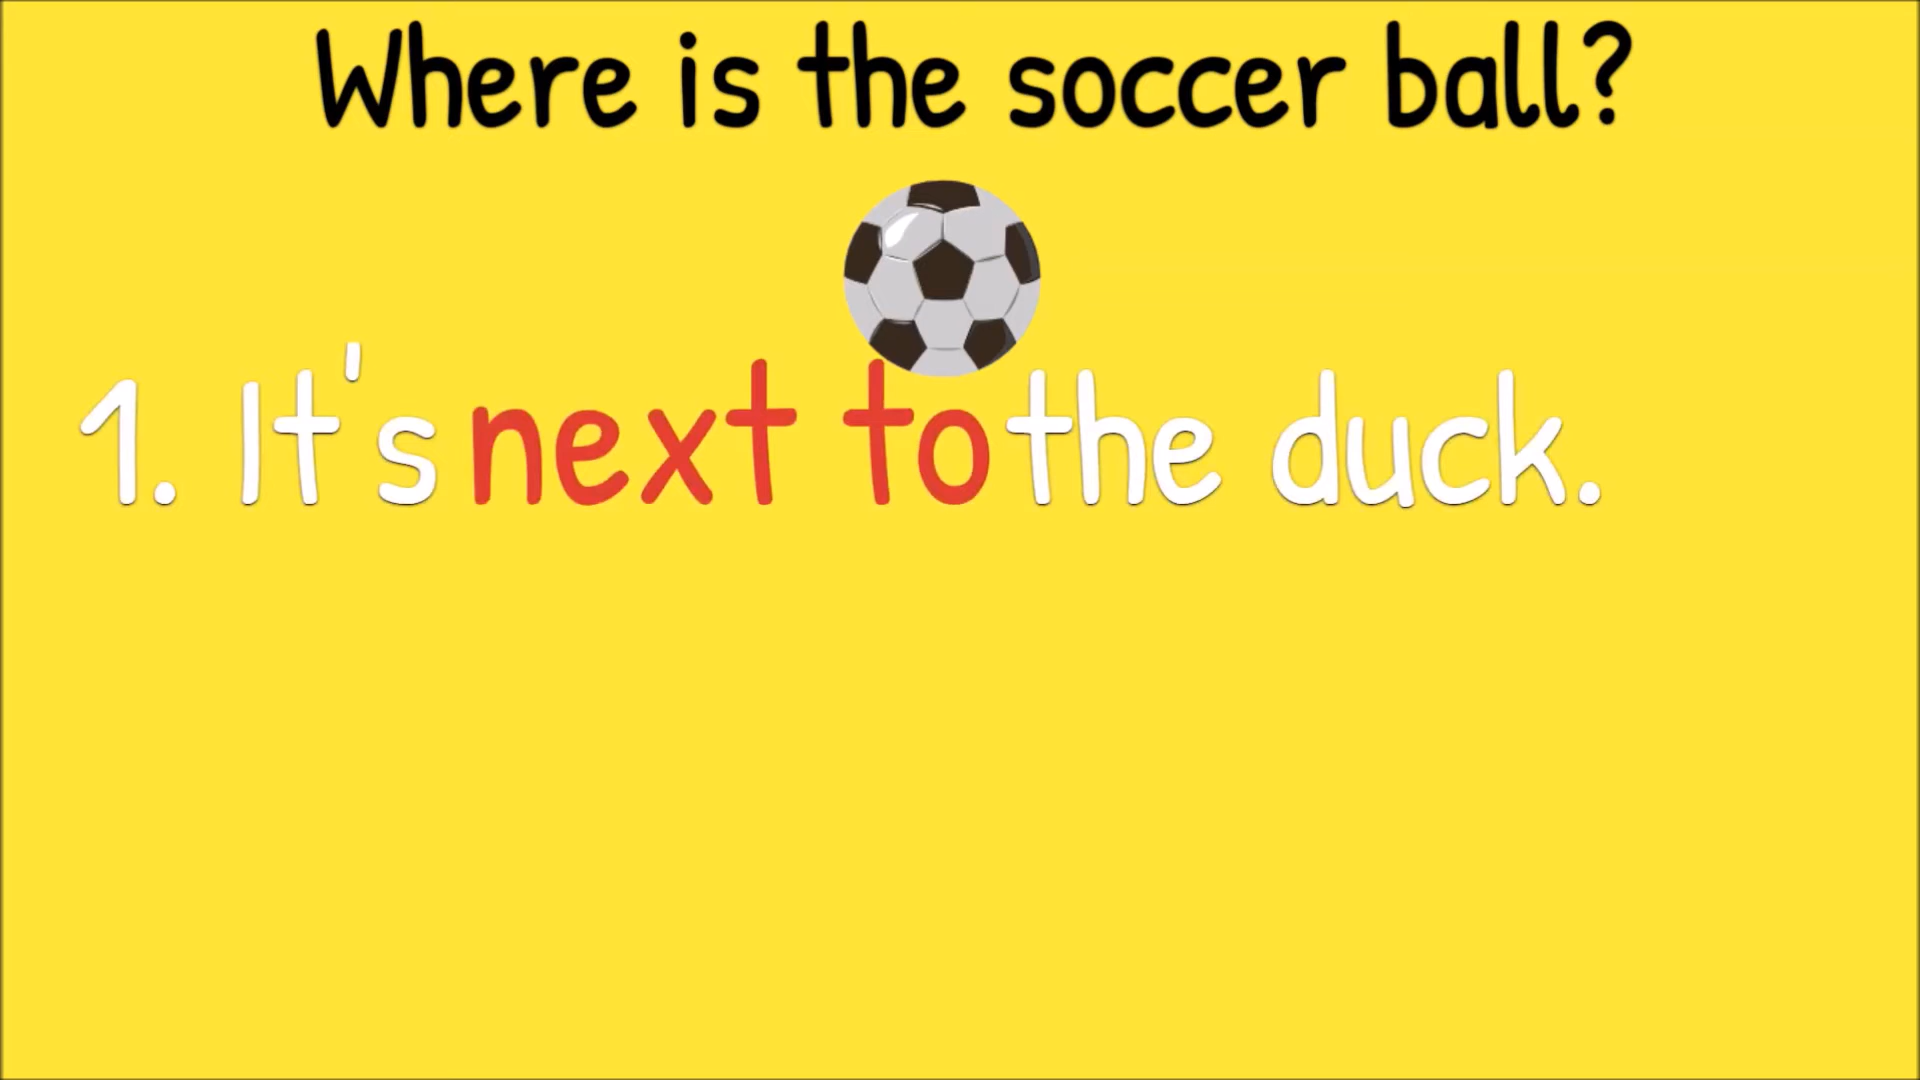 Where is the soccer ball?
1. It's next to the duck.